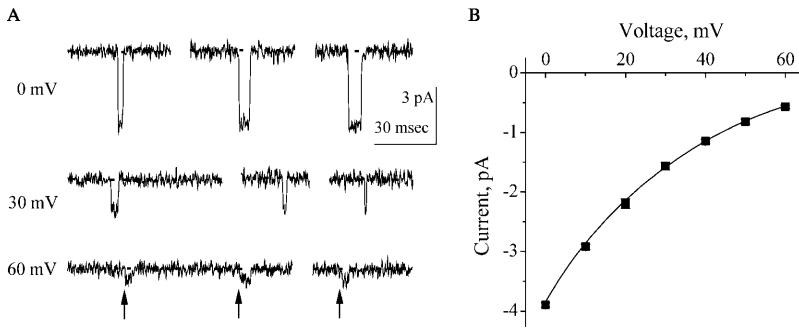 A
0 mV
3 pA
30 msec
30 mV
60 mV
B
Voltage, mV
0 20 40 60
0
-1
-2
-3
-4
Current, pA